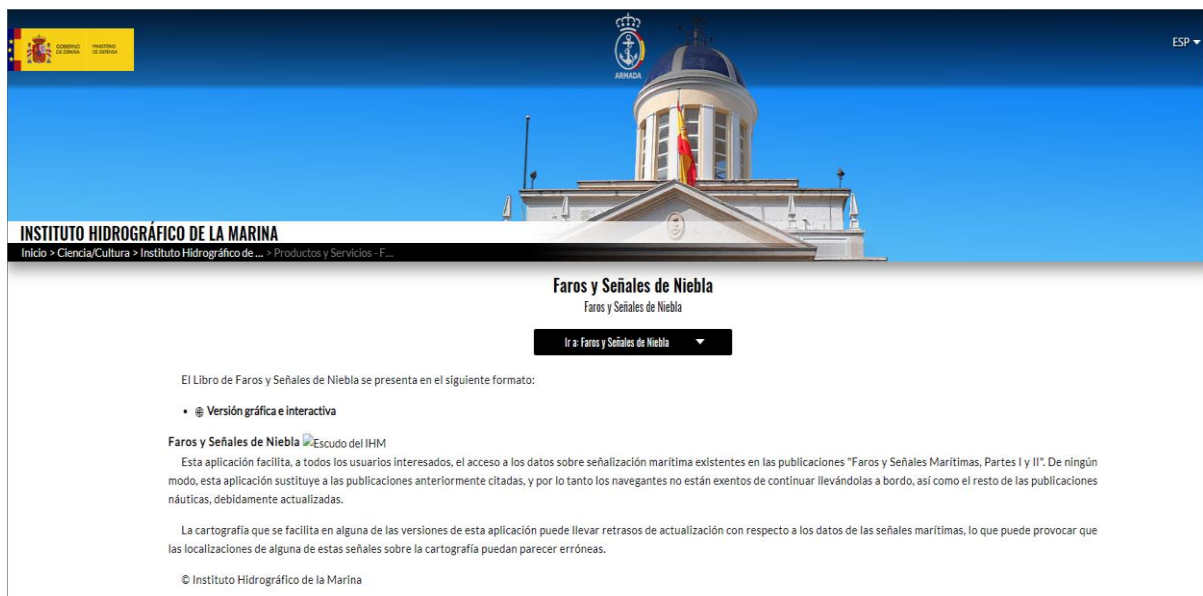 GOBIERNO
DE ESPAÑA
MINISTERIO
DE DEFENSA
ARMADA
ESP
INSTITUTO HIDROGRÁFICO DE LA MARINA
Inicio > Ciencia/Cultura > Instituto Hidrográfico de ... > Productos y Servicios - F...
Faros y Señales de Niebla
Faros y Señales de Niebla
Ir a: Faros y Señales de Niebla
El Libro de Faros y Señales de Niebla se presenta en el siguiente formato:
• Versión gráfica e interactiva
Faros y Señales de Niebla Escudo del IHM
Esta aplicación facilita, a todos los usuarios interesados, el acceso a los datos sobre señalización marítima existentes en las publicaciones "Faros y Señales Marítimas, Partes I y II". De ningún
modo, esta aplicación sustituye a las publicaciones anteriormente citadas, y por lo tanto los navegantes no están exentos de continuar llevándolas a bordo, así como el resto de las publicaciones
náuticas, debidamente actualizadas.
La cartografía que se facilita en alguna de las versiones de esta aplicación puede llevar retrasos de actualización con respecto a los datos de las señales marítimas, lo que puede provocar que
las localizaciones de alguna de estas señales sobre la cartografía puedan parecer erróneas.
© Instituto Hidrográfico de la Marina